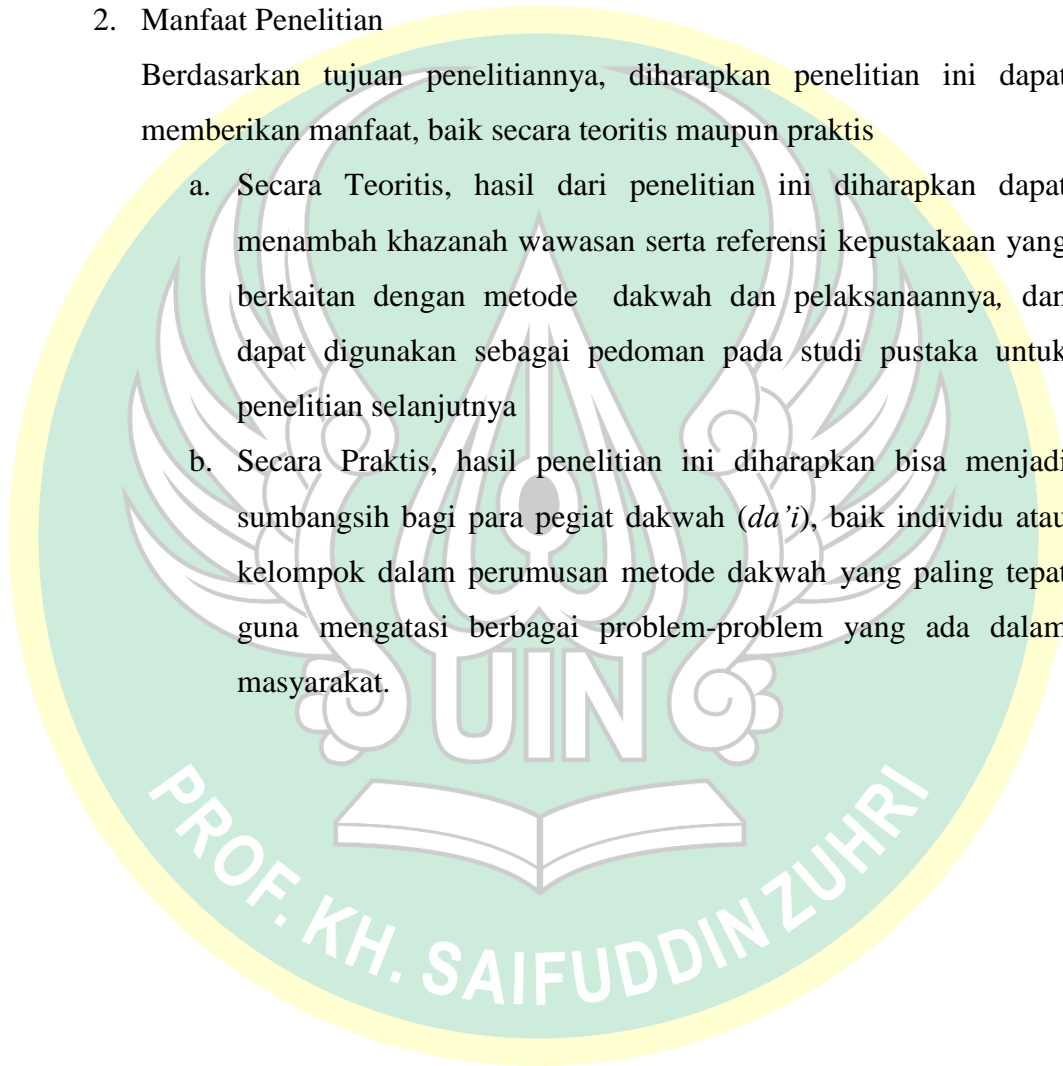 2. Manfaat Penelitian
Berdasarkan tujuan penelitiannya, diharapkan penelitian ini dapat
memberikan manfaat, baik secara teoritis maupun praktis
a. Secara Teoritis, hasil dari penelitian ini diharapkan dapat
menambah khazanah wawasan serta referensi kepustakaan yang
berkaitan dengan metode dakwah dan pelaksanaannya, dan
dapat digunakan sebagai pedoman pada studi pustaka untuk
penelitian selanjutnya
b. Secara Praktis, hasil penelitian ini diharapkan bisa menjadi
sumbangsih bagi para pegiat dakwah (da’i), baik individu atau
kelompok dalam perumusan metode dakwah yang paling tepat
guna mengatasi berbagai problem-problem yang ada dalam
masyarakat.
UIN
PROF. KH. SAIFUDDIN ZUHRI